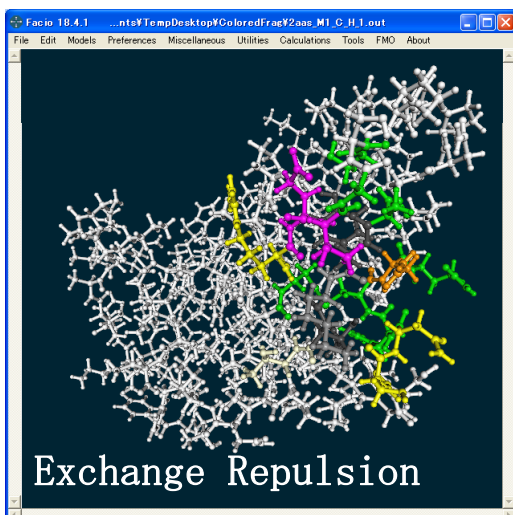 Facio 18.4.1 ...nts¥TempDesktop¥ColoredFrag¥2aas_M1_C_H_1.out
File Edit Models Preferences Miscellaneous Utilities Calculations Tools FMO About
Exchange Repulsion